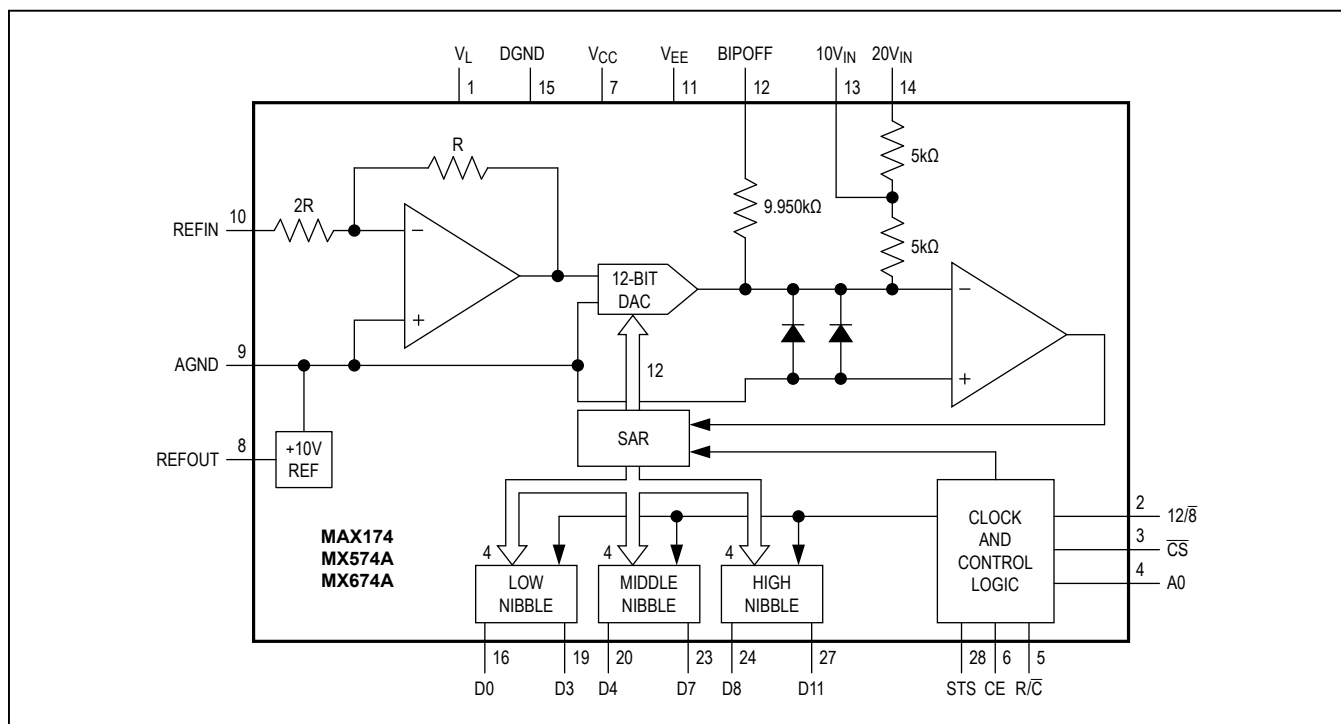 VL DGND VCC VEE BIPOFF 10VIN 20VIN
1 15 7 11 12 13 14
R
5kΩ
2R
9.950kΩ
10
REFIN
−
+
5kΩ
12-BIT
DAC
−
+
9
AGND
12
8
REFOUT
+10V
REF
SAR
MAX174
MX574A
MX674A
4 4 4
LOW
NIBBLE
MIDDLE
NIBBLE
HIGH
NIBBLE
CLOCK
AND
CONTROL
LOGIC
2
12/8̅
3
C̅S̅
4
A0
16 19 20 23 24 27 28 6 5
D0 D3 D4 D7 D8 D11 STS CE R/C̅